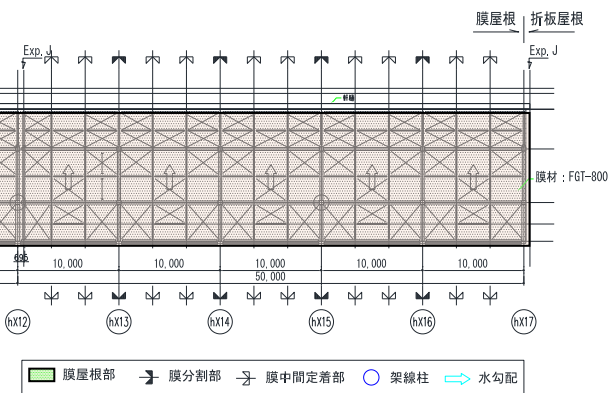 膜屋根 折板屋根
Exp. J Exp. J
軒樋
膜材：FGT-800
695
10,000 10,000 10,000 10,000 10,000
50,000
hX12 hX13 hX14 hX15 hX16 hX17
膜屋根部 膜分割部 膜中間定着部 架線柱 水勾配